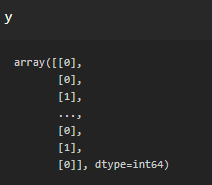 y
array([[0],
[0],
[1],
...,
[0],
[1],
[0]], dtype=int64)